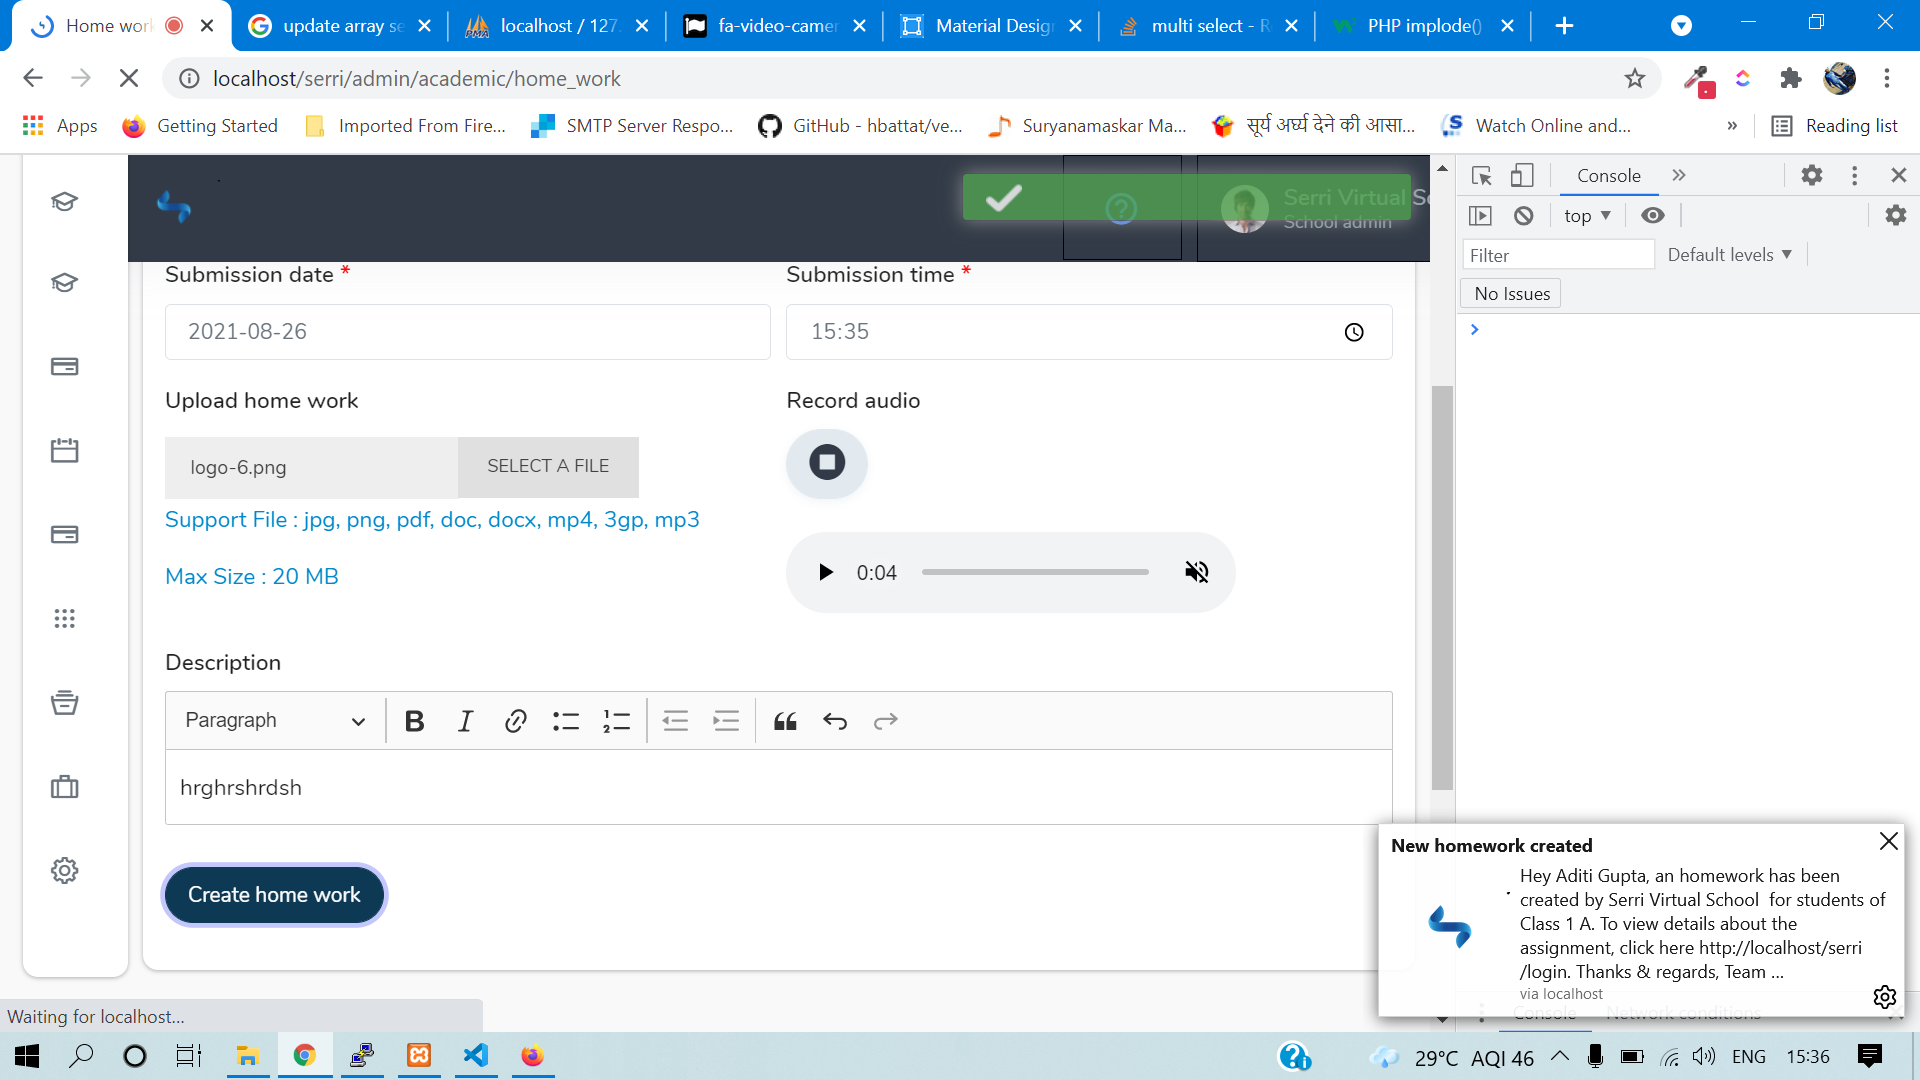 Home wor
update array se
localhost / 127.
fa-video-camer
Material Design
multi select - R
PHP implode()
localhost/serri/admin/academic/home_work
Apps
Getting Started
Imported From Fire...
SMTP Server Respo...
GitHub - hbattat/ve...
Suryanamaskar Ma...
सूर्य अर्घ्य देने की आसा...
Watch Online and...
»
Reading list
Serri Virtual Sc
School admin
Console
top
Filter
Default levels
No Issues
Submission date *
Submission time *
2021-08-26
15:35
Upload home work
Record audio
logo-6.png
SELECT A FILE
Support File : jpg, png, pdf, doc, docx, mp4, 3gp, mp3
Max Size : 20 MB
0:04
Description
Paragraph
hrghrshrdsh
Create home work
New homework created
Hey Aditi Gupta, an homework has been
created by Serri Virtual School for students of
Class 1 A. To view details about the
assignment, click here http://localhost/serri
/login. Thanks & regards, Team ...
via localhost
Console
Network conditions
Waiting for localhost...
29°C AQI 46
ENG
15:36